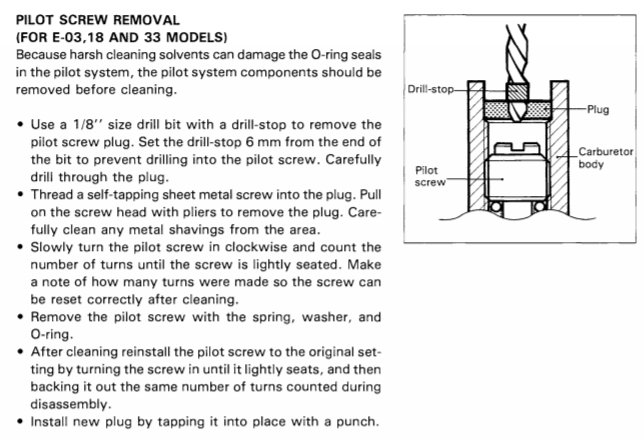 PILOT SCREW REMOVAL
(FOR E-03,18 AND 33 MODELS)
Because harsh cleaning solvents can damage the O-ring seals
in the pilot system, the pilot system components should be
removed before cleaning.
• Use a 1/8'' size drill bit with a drill-stop to remove the
pilot screw plug. Set the drill-stop 6 mm from the end of
the bit to prevent drilling into the pilot screw. Carefully
drill through the plug.
• Thread a self-tapping sheet metal screw into the plug. Pull
on the screw head with pliers to remove the plug. Care-
fully clean any metal shavings from the area.
• Slowly turn the pilot screw in clockwise and count the
number of turns until the screw is lightly seated. Make
a note of how many turns were made so the screw can
be reset correctly after cleaning.
• Remove the pilot screw with the spring, washer, and
O-ring.
• After cleaning reinstall the pilot screw to the original set-
ting by turning the screw in until it lightly seats, and then
backing it out the same number of turns counted during
disassembly.
• Install new plug by tapping it into place with a punch.
Drill-stop
Plug
Carburetor
body
Pilot
screw